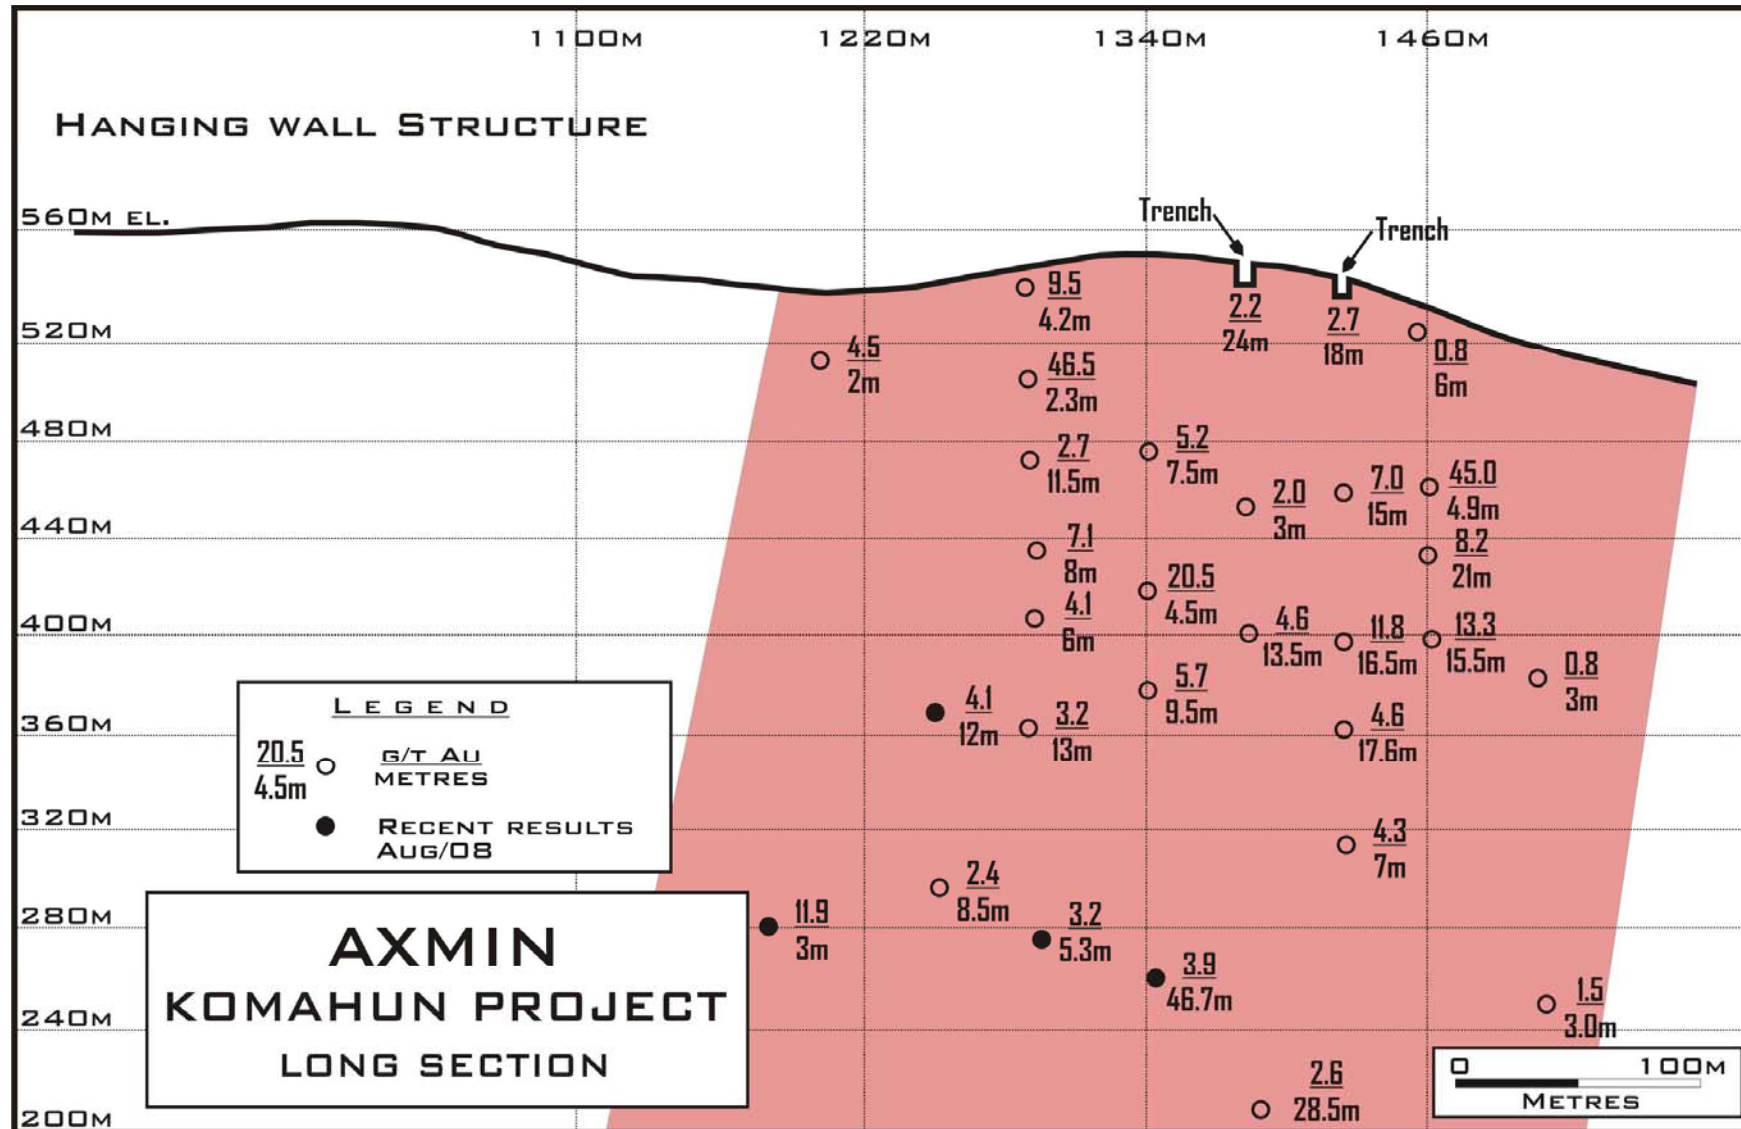 1100M 1220M 1340M 1460M
HANGING WALL STRUCTURE
560M EL.
Trench
Trench
9.5
4.2m
2.2
24m
2.7
18m
520M
0.8
6m
4.5
2m
46.5
2.3m
480M
2.7
11.5m
5.2
7.5m
2.0
3m
7.0
15m
45.0
4.9m
440M
7.1
8m
8.2
21m
20.5
4.5m
4.1
6m
400M
4.6
13.5m
11.8
16.5m
13.3
15.5m
0.8
3m
5.7
9.5m
4.1
12m
3.2
13m
4.6
17.6m
360M
LEGEND
20.5
4.5m
G/T AU
METRES
RECENT RESULTS
AUG/08
320M
4.3
7m
2.4
8.5m
280M
11.9
3m
3.2
5.3m
3.9
46.7m
1.5
3.0m
240M
AXMIN
KOMAHUN PROJECT
LONG SECTION
2.6
28.5m
0 100M
METRES
200M